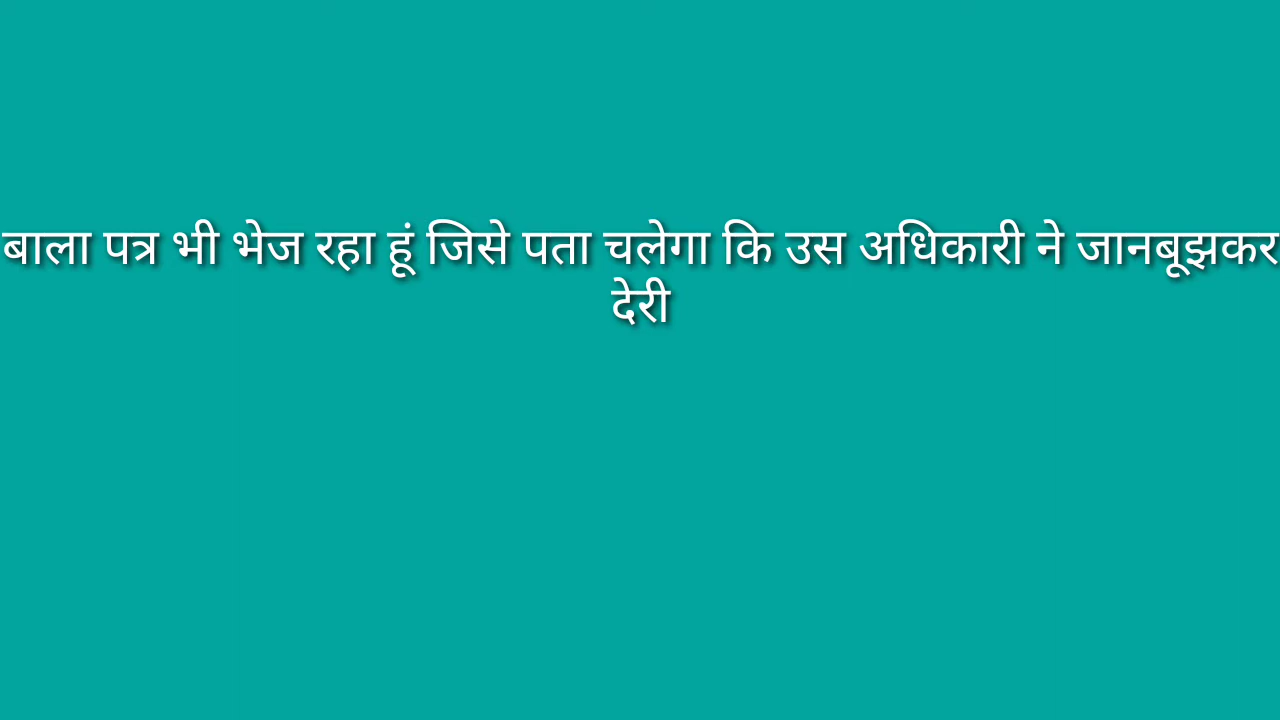 बाला पत्र भी भेज रहा हूं जिसे पता चलेगा कि उस अधिकारी ने जानबूझकर
देरी